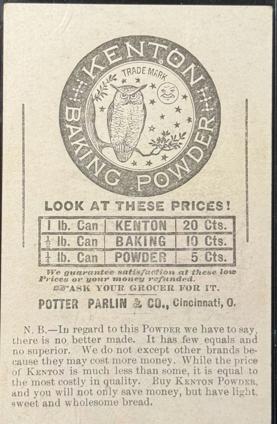 KENTON
TRADE MARK
BAKING POWDER
LOOK AT THESE PRICES!
1 lb. Can KENTON 20 Cts.
½ lb. Can BAKING 10 Cts.
¼ lb. Can POWDER 5 Cts.
We guarantee satisfaction at these low
Prices or your money refunded.
☞ASK YOUR GROCER FOR IT.
POTTER PARLIN & CO., Cincinnati, O.
N. B.—In regard to this POWDER we have to say,
there is no better made. It has few equals and
no superior. We do not except other brands be-
cause they may cost more money. While the price
of KENTON is much less than some, it is equal to
the most costly in quality. Buy KENTON POWDER,
and you will not only save money, but have light,
sweet and wholesome bread.